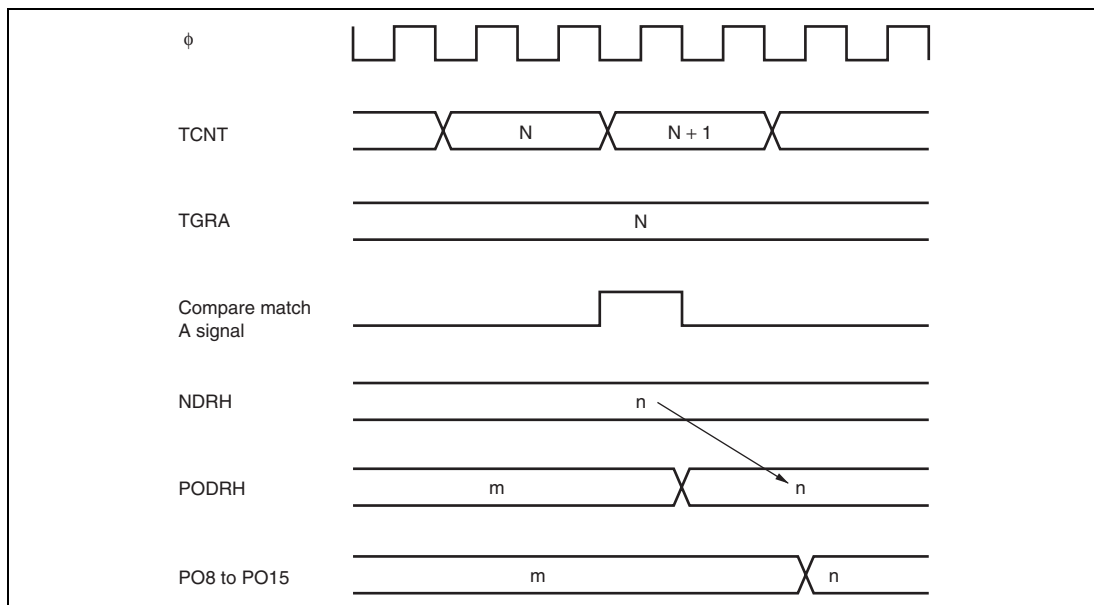 ϕ
TCNT
N
N + 1
TGRA
N
Compare match
A signal
NDRH
n
PODRH
m
n
PO8 to PO15
m
n